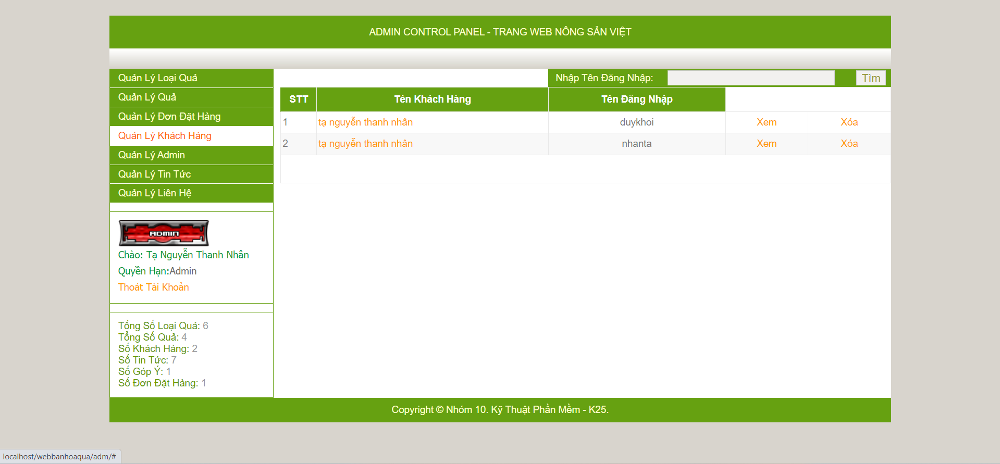 ADMIN CONTROL PANEL - TRANG WEB NÔNG SẢN VIỆT
Quản Lý Loại Quả
Quản Lý Quả
Quản Lý Đơn Đặt Hàng
Quản Lý Khách Hàng
Quản Lý Admin
Quản Lý Tin Tức
Quản Lý Liên Hệ
ADMIN
Chào: Tạ Nguyễn Thanh Nhân
Quyền Hạn:Admin
Thoát Tài Khoản
Tổng Số Loại Quả: 6
Tổng Số Quả: 4
Số Khách Hàng: 2
Số Tin Tức: 7
Số Góp Ý: 1
Số Đơn Đặt Hàng: 1
Nhập Tên Đăng Nhập: Tìm
STT Tên Khách Hàng Tên Đăng Nhập
1 tạ nguyễn thanh nhân duykhoi Xem Xóa
2 tạ nguyễn thanh nhân nhanta Xem Xóa
Copyright © Nhóm 10. Kỹ Thuật Phần Mềm - K25.
localhost/webbanhoaqua/adm/#